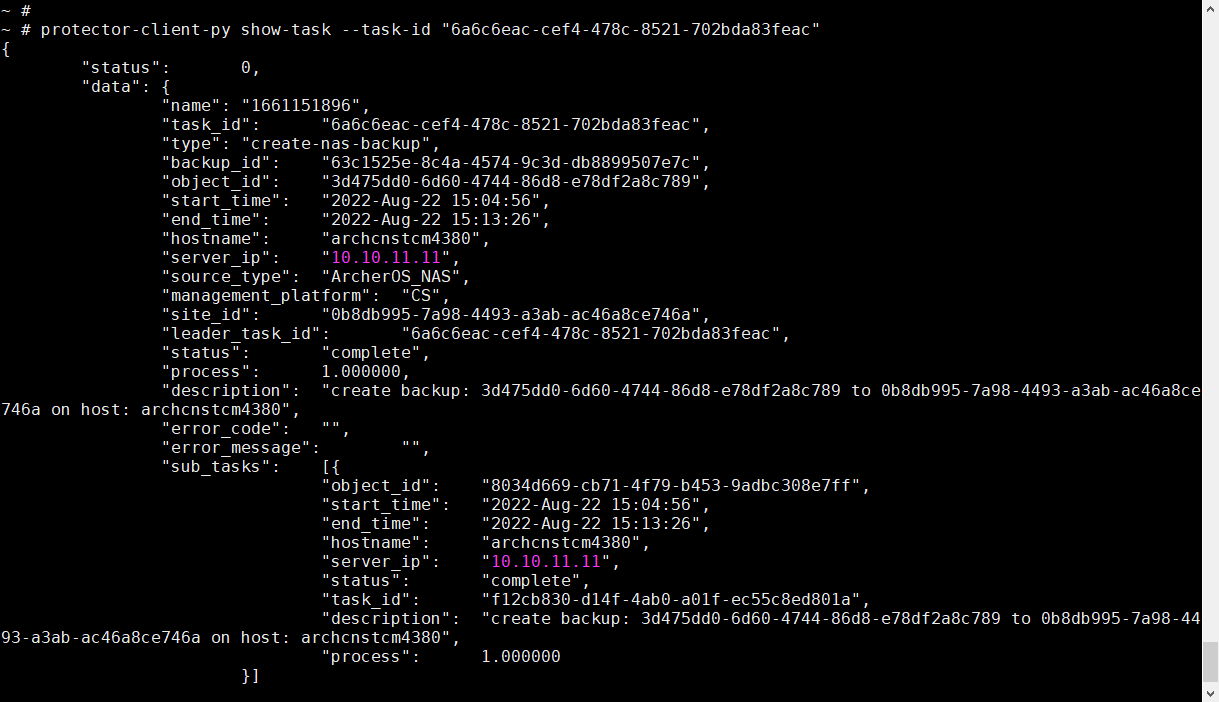 ~ #
~ # protector-client-py show-task --task-id "6a6c6eac-cef4-478c-8521-702bda83feac"
{
        "status":       0,
        "data": {
                "name": "1661151896",
                "task_id":      "6a6c6eac-cef4-478c-8521-702bda83feac",
                "type": "create-nas-backup",
                "backup_id":    "63c1525e-8c4a-4574-9c3d-db8899507e7c",
                "object_id":    "3d475dd0-6d60-4744-86d8-e78df2a8c789",
                "start_time":   "2022-Aug-22 15:04:56",
                "end_time":     "2022-Aug-22 15:13:26",
                "hostname":     "archcnstcm4380",
                "server_ip":    "10.10.11.11",
                "source_type":  "ArcherOS_NAS",
                "management_platform":  "CS",
                "site_id":      "0b8db995-7a98-4493-a3ab-ac46a8ce746a",
                "leader_task_id":       "6a6c6eac-cef4-478c-8521-702bda83feac",
                "status":       "complete",
                "process":      1.000000,
                "description":  "create backup: 3d475dd0-6d60-4744-86d8-e78df2a8c789 to 0b8db995-7a98-4493-a3ab-ac46a8ce
746a on host: archcnstcm4380",
                "error_code":   "",
                "error_message":        "",
                "sub_tasks":    [{
                                "object_id":    "8034d669-cb71-4f79-b453-9adbc308e7ff",
                                "start_time":   "2022-Aug-22 15:04:56",
                                "end_time":     "2022-Aug-22 15:13:26",
                                "hostname":     "archcnstcm4380",
                                "server_ip":    "10.10.11.11",
                                "status":       "complete",
                                "task_id":      "f12cb830-d14f-4ab0-a01f-ec55c8ed801a",
                                "description":  "create backup: 3d475dd0-6d60-4744-86d8-e78df2a8c789 to 0b8db995-7a98-44
93-a3ab-ac46a8ce746a on host: archcnstcm4380",
                                "process":      1.000000
                        }]